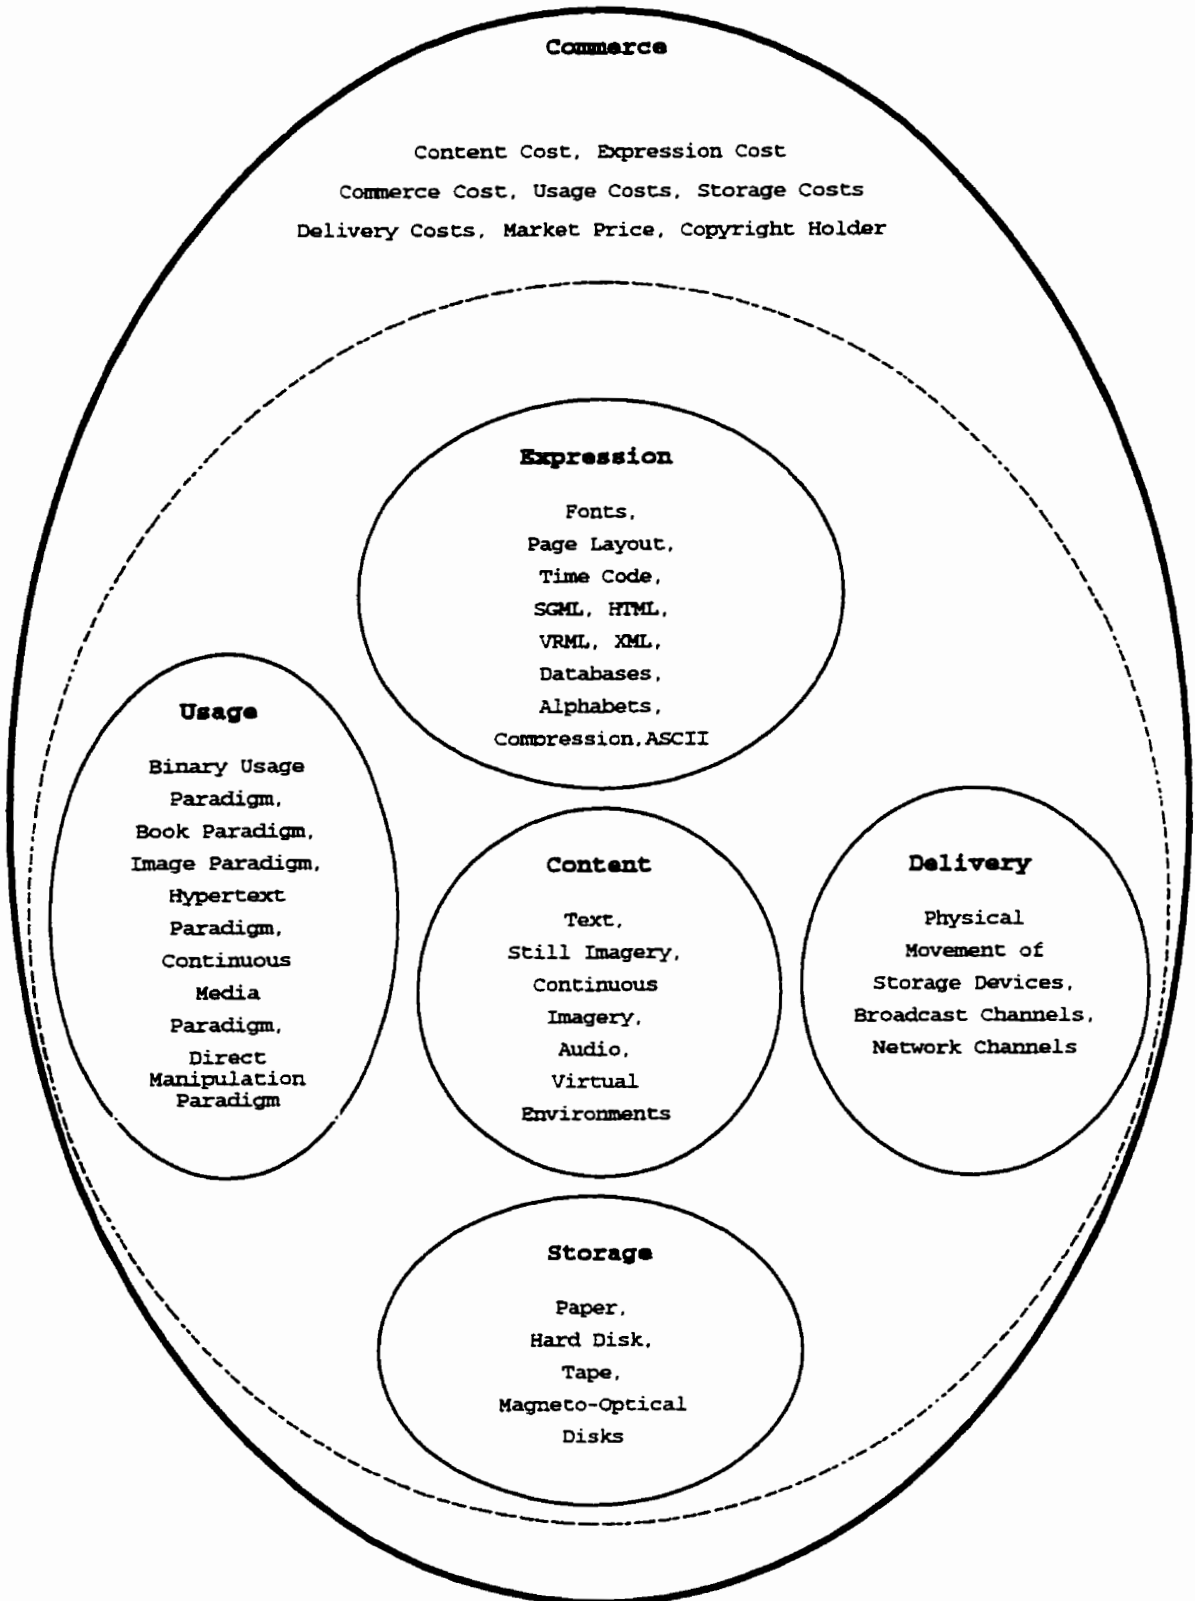 Commerce
Content Cost, Expression Cost
Commerce Cost, Usage Costs, Storage Costs
Delivery Costs, Market Price, Copyright Holder
Expression
Fonts,
Page Layout,
Time Code,
SGML, HTML,
VRML, XML,
Databases,
Alphabets,
Compression,ASCII
Usage
Binary Usage
Paradigm,
Book Paradigm,
Image Paradigm,
Hypertext
Paradigm,
Continuous
Media
Paradigm,
Direct
Manipulation
Paradigm
Content
Text,
Still Imagery,
Continuous
Imagery,
Audio,
Virtual
Environments
Delivery
Physical
Movement of
Storage Devices,
Broadcast Channels,
Network Channels
Storage
Paper,
Hard Disk,
Tape,
Magneto-Optical
Disks